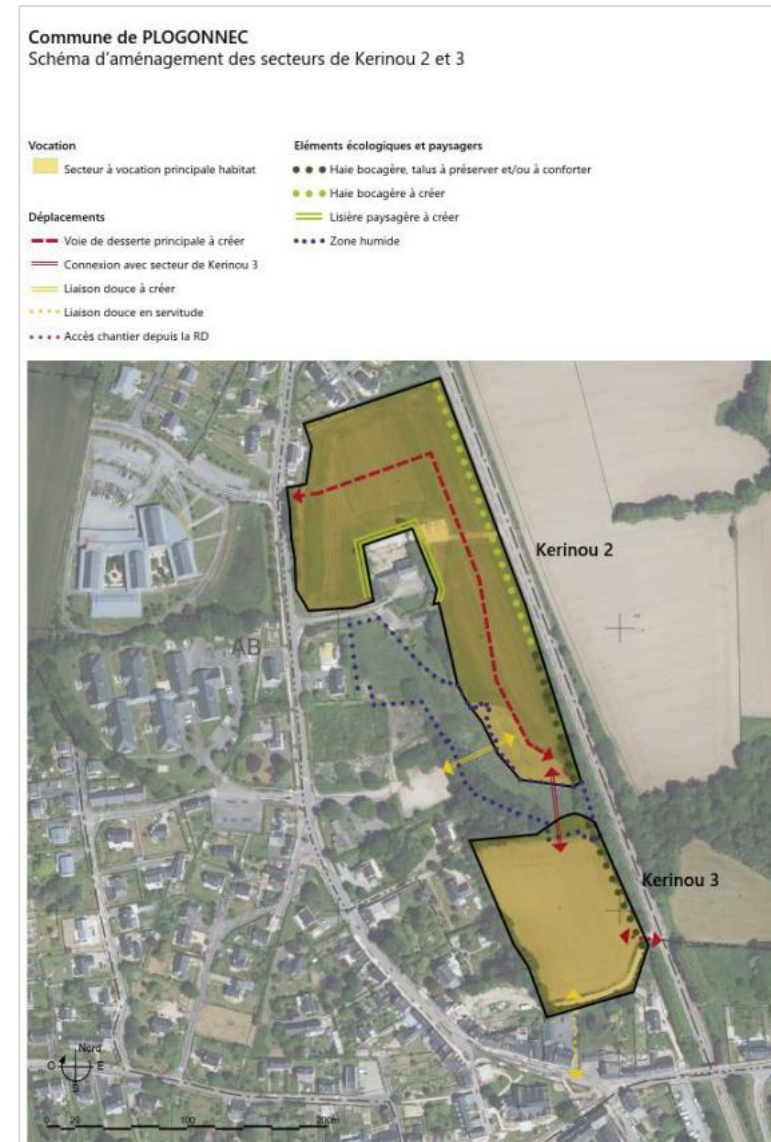 Commune de PLOGONNEC
Schéma d'aménagement des secteurs de Kerinou 2 et 3
Vocation
Secteur à vocation principale habitat
Déplacements
Voie de desserte principale à créer
Connexion avec secteur de Kerinou 3
Liaison douce à créer
Liaison douce en servitude
Accès chantier depuis la RD
Eléments écologiques et paysagers
Haie bocagère, talus à préserver et/ou à conforter
Haie bocagère à créer
Lisière paysagère à créer
Zone humide
Kerinou 2
AB
Kerinou 3
Nord
O E
S
0 20 100 200m